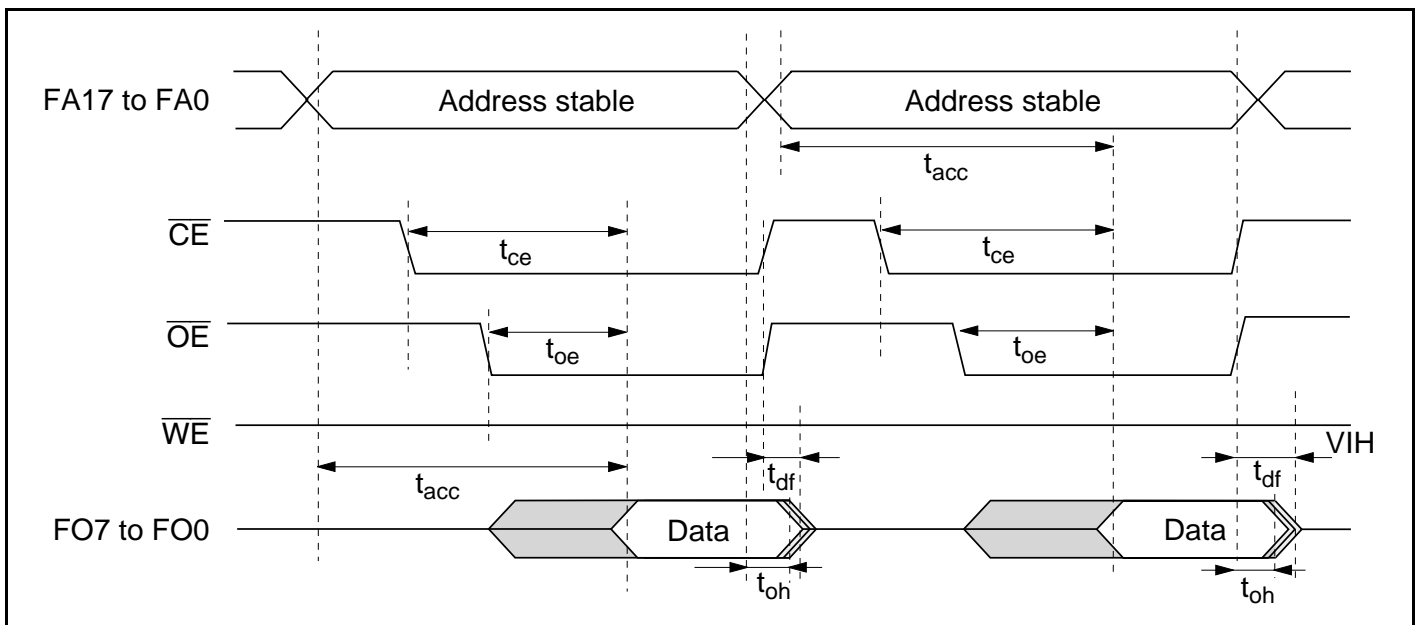 FA17 to FA0
Address stable
Address stable
tacc
CE
tce
tce
OE
toe
toe
WE
VIH
tacc
tdf
tdf
FO7 to FO0
Data
Data
toh
toh